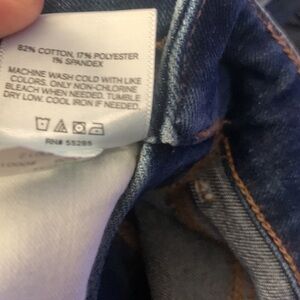 82% COTTON, 17% POLYESTER
1% SPANDEX
MACHINE WASH COLD WITH LIKE
COLORS. ONLY NON-CHLORINE
BLEACH WHEN NEEDED. TUMBLE
DRY LOW. COOL IRON IF NEEDED.
RN# 55285